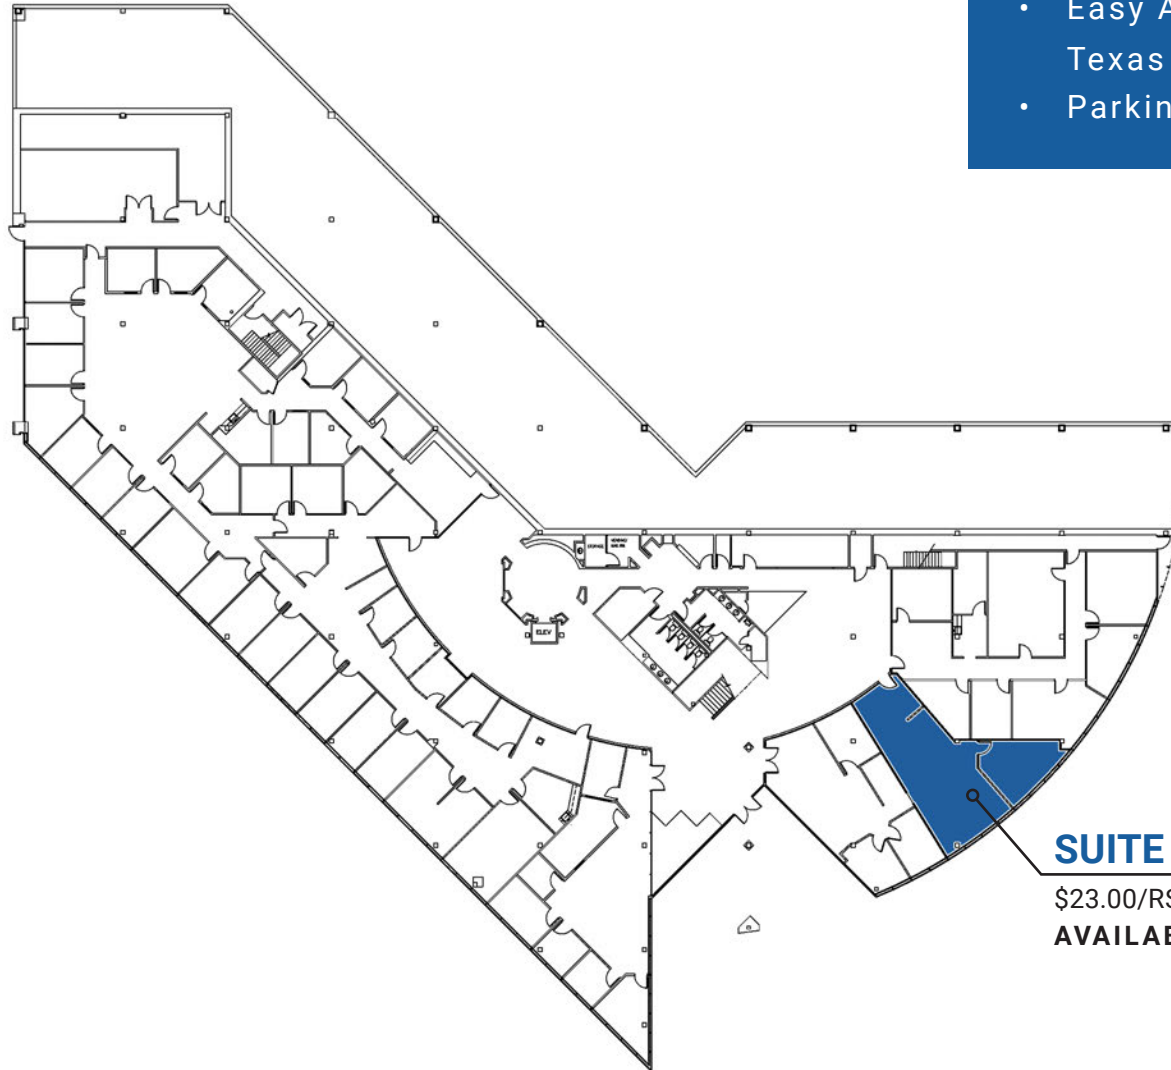 • Easy A
Texas
• Parkin
STORAGE
ELEV
SUITE
$23.00/RS
AVAILAB